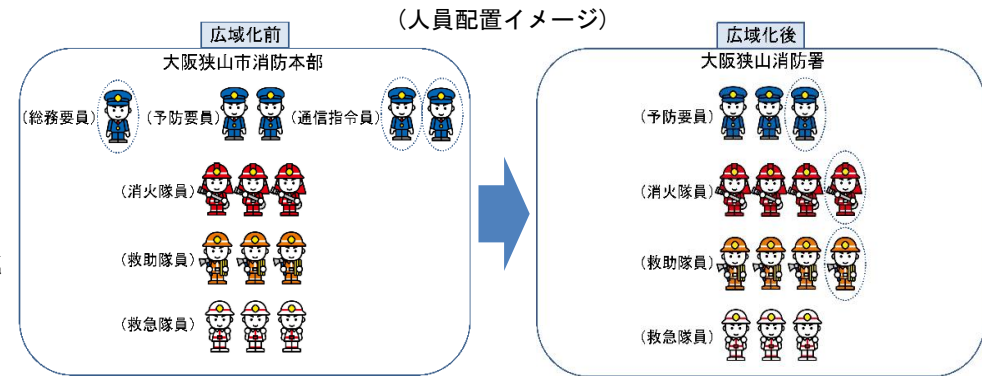 （人員配置イメージ）
広域化前
大阪狭山市消防本部
（総務要員）
（予防要員）
（通信指令員）
（消火隊員）
（救助隊員）
（救急隊員）
広域化後
大阪狭山消防署
（予防要員）
（消火隊員）
（救助隊員）
（救急隊員）